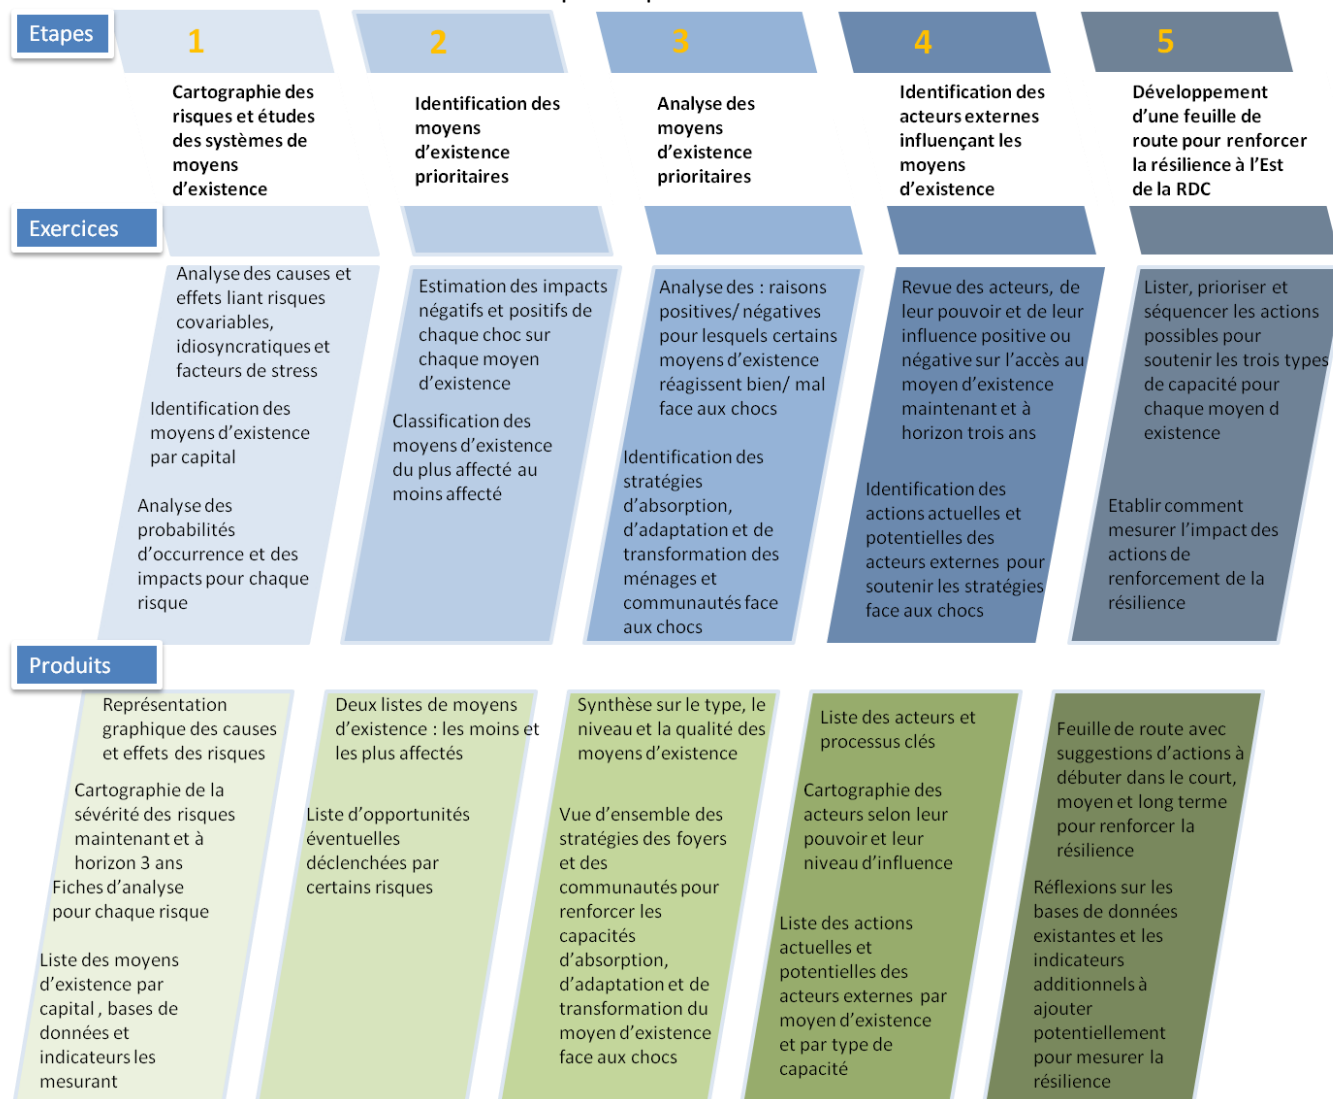 Etapes
1
2
3
4
5
Cartographie des
risques et études
des systèmes de
moyens
d’existence
Identification des
moyens
d’existence
prioritaires
Analyse des
moyens
d’existence
prioritaires
Identification des
acteurs externes
influençant les
moyens
d’existence
Développement
d’une feuille de
route pour renforcer
la résilience à l’Est
de la RDC
Exercices
Analyse des causes et
effets liant risques
covariables,
idiosyncratiques et
facteurs de stress
Identification des
moyens d’existence
par capital
Analyse des
probabilités
d’occurrence et des
impacts pour chaque
risque
Estimation des impacts
négatifs et positifs de
chaque choc sur
chaque moyen
d’existence
Classification des
moyens d’existence
du plus affecté au
moins affecté
Analyse des : raisons
positives/ négatives
pour lesquels certains
moyens d’existence
réagissent bien/ mal
face aux chocs
Identification des
stratégies
d’absorption,
d’adaptation et de
transformation des
ménages et
communautés face
aux chocs
Revue des acteurs, de
leur pouvoir et de leur
influence positive ou
négative sur l’accès au
moyen d’existence
maintenant et à
horizon trois ans
Identification des
actions actuelles et
potentielles des
acteurs externes pour
soutenir les stratégies
face aux chocs
Lister, prioriser et
séquencer les actions
possibles pour
soutenir les trois types
de capacité pour
chaque moyen d
existence
Etablir comment
mesurer l’impact des
actions de
renforcement de la
résilience
Produits
Représentation
graphique des causes
et effets des risques
Cartographie de la
sévérité des risques
maintenant et à
horizon 3 ans
Fiches d’analyse
pour chaque risque
Liste des moyens
d’existence par
capital , bases de
données et
indicateurs les
mesurant
Deux listes de moyens
d’existence : les moins et
les plus affectés
Liste d’opportunités
éventuelles
déclenchées par
certains risques
Synthèse sur le type, le
niveau et la qualité des
moyens d’existence
Vue d’ensemble des
stratégies des foyers
et des
communautés pour
renforcer les
capacités
d’absorption,
d’adaptation et de
transformation du
moyen d’existence
face aux chocs
Liste des acteurs et
processus clés
Cartographie des
acteurs selon leur
pouvoir et leur
niveau d’influence
Liste des actions
actuelles et
potentielles des
acteurs externes par
moyen d’existence
et par type de
capacité
Feuille de route avec
suggestions d’actions à
débuter dans le court,
moyen et long terme
pour renforcer la
résilience
Réflexions sur les
bases de données
existantes et les
indicateurs
additionnels à
ajouter
potentiellement
pour mesurer la
résilience